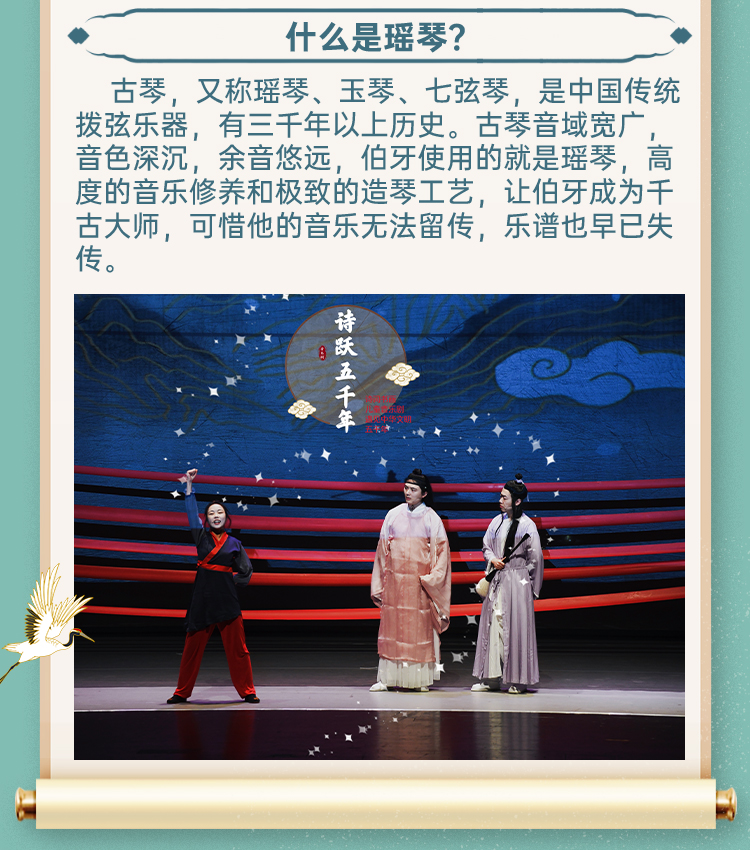 什么是瑶琴？
古琴，又称瑶琴、玉琴、七弦琴，是中国传统
拨弦乐器，有三千年以上历史。古琴音域宽广，
音色深沉，余音悠远，伯牙使用的就是瑶琴，高
度的音乐修养和极致的造琴工艺，让伯牙成为千
古大师，可惜他的音乐无法留传，乐谱也早已失
传。
诗跃五千年